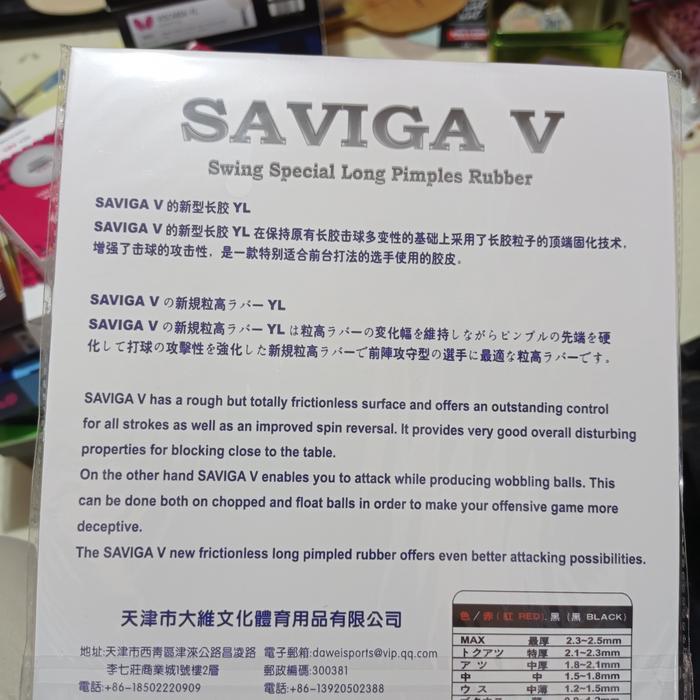 SAVIGA V
Swing Special Long Pimples Rubber
SAVIGA V 的新型长胶 YL
SAVIGA V 的新型长胶 YL 在保持原有长胶击球多变性的基础上采用了长胶粒子的顶端固化技术，
增强了击球的攻击性，是一款特别适合前台打法的选手使用的胶皮。
SAVIGA V の新規粒高ラバー YL
SAVIGA V の新規粒高ラバー YL は粒高ラバーの変化幅を維持しながらピンプルの先端を硬
化して打球の攻撃性を強化した新規粒高ラバーで前陣攻守型の選手に最適な粒高ラバーです。
SAVIGA V has a rough but totally frictionless surface and offers an outstanding control
for all strokes as well as an improved spin reversal. It provides very good overall disturbing
properties for blocking close to the table.
On the other hand SAVIGA V enables you to attack while producing wobbling balls. This
can be done both on chopped and float balls in order to make your offensive game more
deceptive.
The SAVIGA V new frictionless long pimpled rubber offers even better attacking possibilities.
天津市大維文化體育用品有限公司
地址:天津市西青區津淶公路昌凌路 電子郵箱:daweisports@vip.qq.com
李七莊商業城1號樓2層 郵政編碼:300381
電話:+86-18502220909 電話:+86-13920502388
色/赤(紅 RED). 黑(黑 BLACK)
MAX 最厚 2.3~2.5mm
トクアツ 特厚 2.1~2.3mm
アツ 中厚 1.8~2.1mm
中 中 1.5~1.8mm
ウス 中薄 1.2~1.5mm